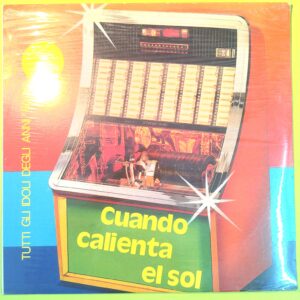 TUTTI GLI IDOLI DEGLI ANNI
Cuando
calienta
el sol